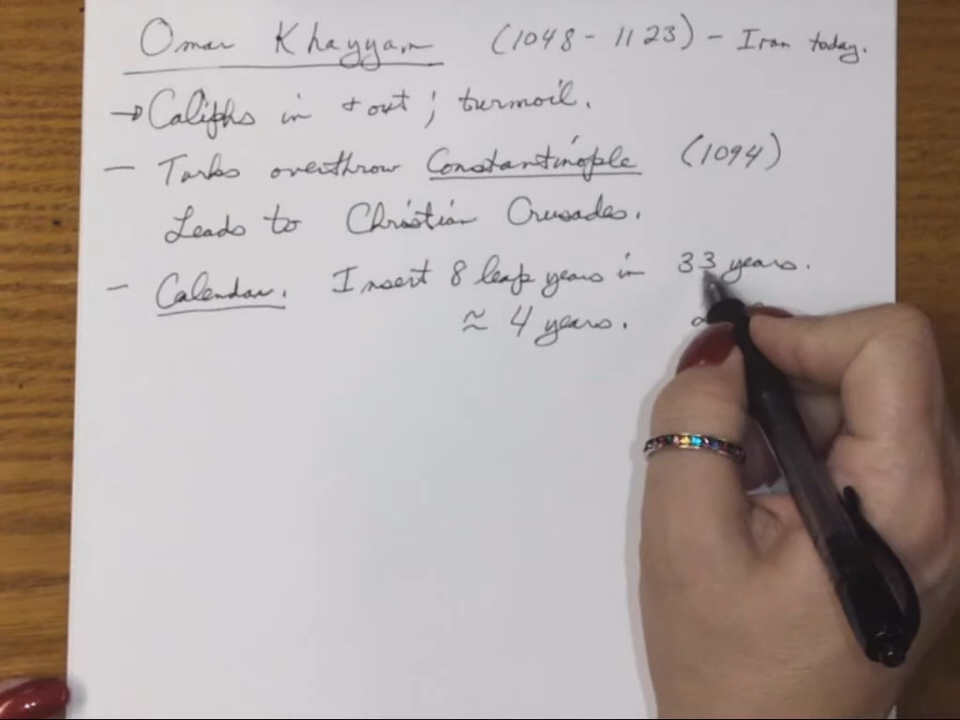 Omar Khayyam (1048 - 1123) - Iran today.
→ Caliphs in + out ; turmoil.
- Turks overthrow Constantinople (1094)
Leads to Christian Crusades.
- Calendar. Insert 8 leap years in 33 years.
≈ 4 years.